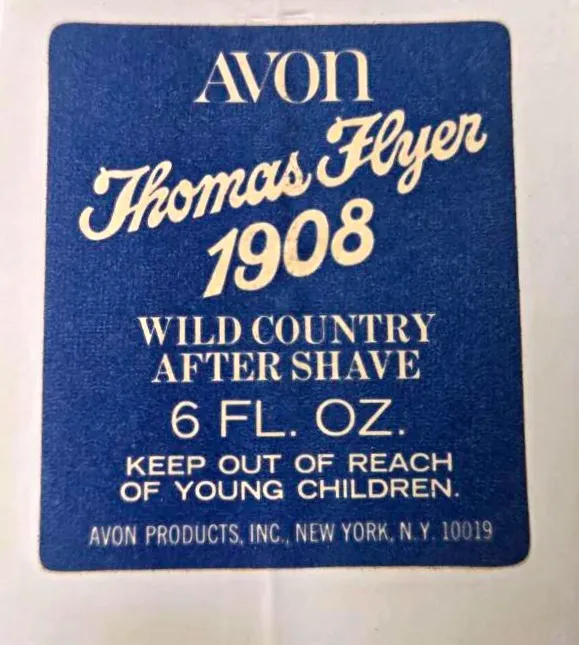 AVON
Thomas Flyer
1908
WILD COUNTRY
AFTER SHAVE
6 FL. OZ.
KEEP OUT OF REACH
OF YOUNG CHILDREN.
AVON PRODUCTS, INC., NEW YORK, N.Y. 10019